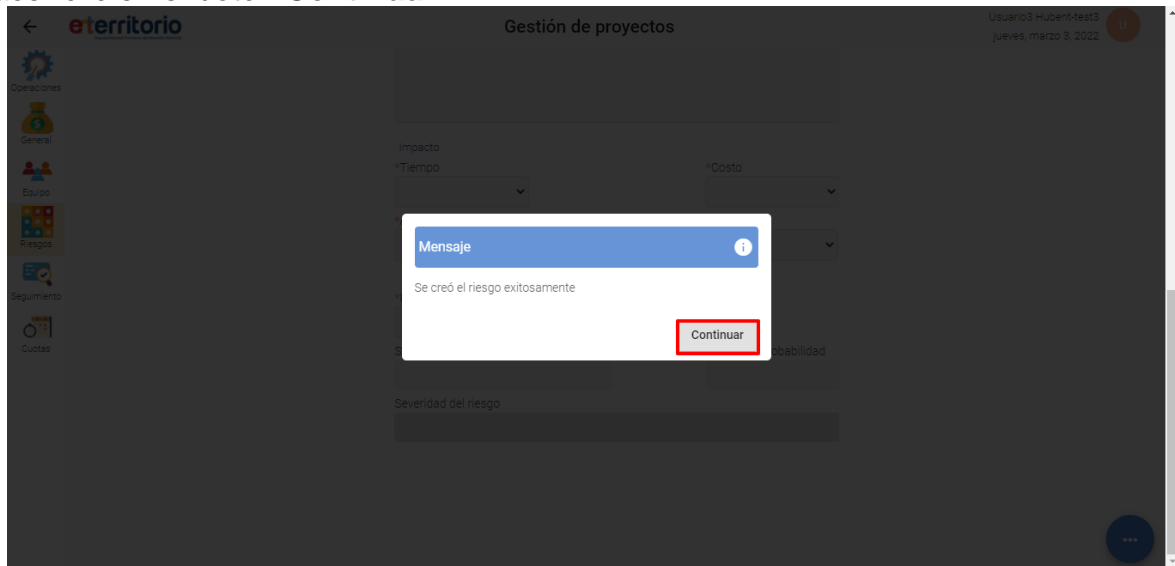 eterritorio
Gestión de proyectos
Usuario3 Hubent-test3
jueves, marzo 3, 2022
U
Operaciones
General
Equipo
Riesgos
Seguimiento
Cuotas
Impacto
*Tiempo
*Costo
Mensaje
Se creó el riesgo exitosamente
Continuar
obabilidad
Severidad del riesgo